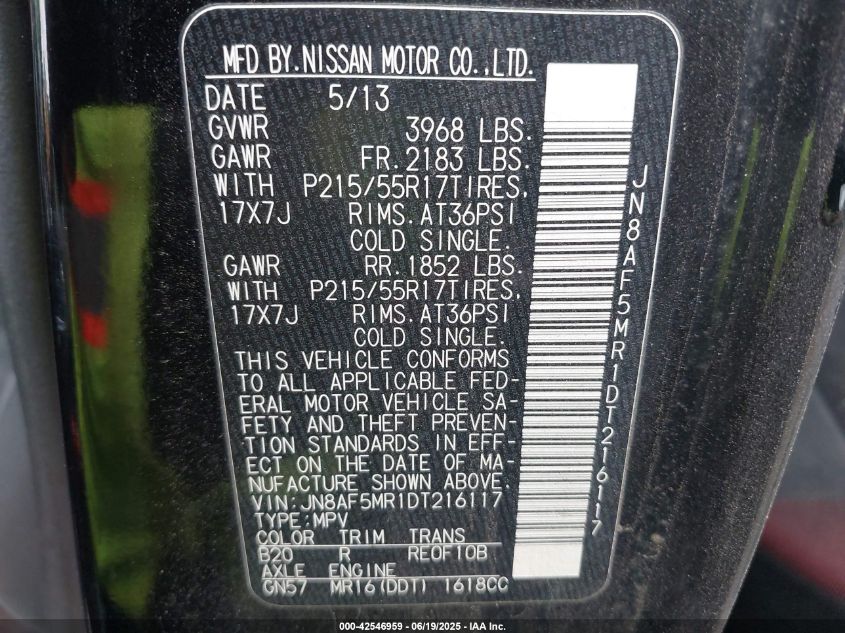 MFD BY.NISSAN MOTOR CO.,LTD.
DATE 5/13
GVWR 3968 LBS.
GAWR FR.2183 LBS.
WITH P215/55R17TIRES,
17X7J RIMS.AT36PSI
COLD SINGLE.
GAWR RR.1852 LBS.
WITH P215/55R17TIRES,
17X7J RIMS.AT36PSI
COLD SINGLE.
THIS VEHICLE CONFORMS
TO ALL APPLICABLE FED-
ERAL MOTOR VEHICLE SA-
FETY AND THEFT PREVEN-
TION STANDARDS IN EFF-
ECT ON THE DATE OF MA-
NUFACTURE SHOWN ABOVE.
VIN:JN8AF5MR1DT216117
TYPE:MPV
COLOR TRIM TRANS
B20 R RE0F10B
AXLE ENGINE
GN57 MR16(DDT) 1618CC
JN8AF5MR1DT216117
000-42546959 - 06/19/2025 - IAA Inc.